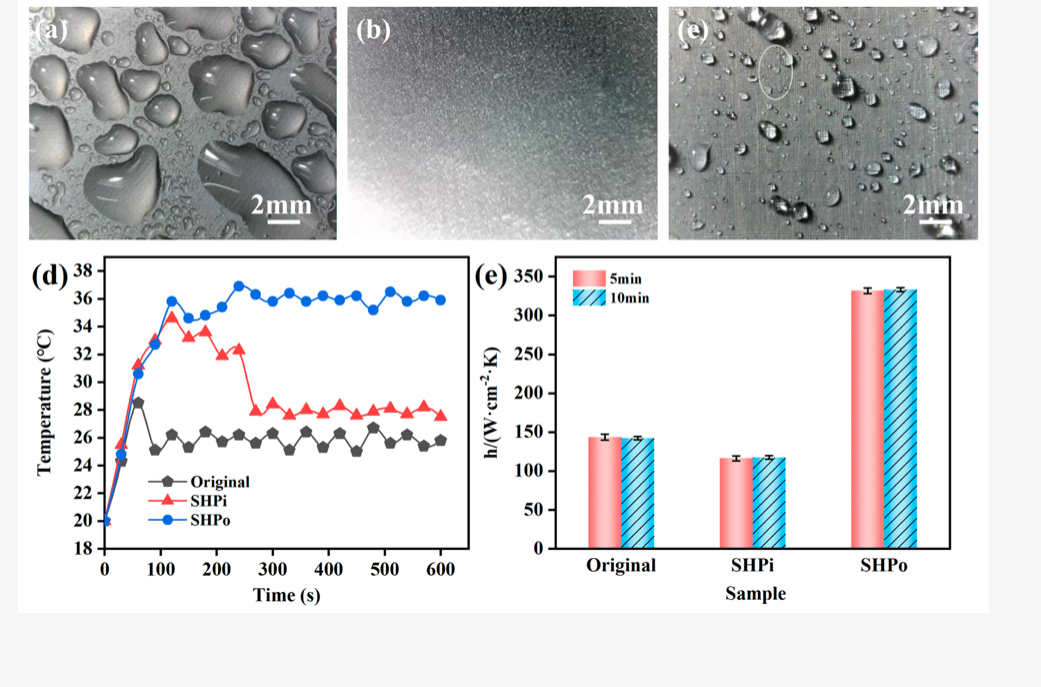 (a)
2mm
(b)
2mm
(e)
2mm
(d)
38
36
34
32
30
28
26
24
22
20
18
Temperature (℃)
Original
SHPi
SHPo
0 100 200 300 400 500 600
Time (s)
(e)
350
300
250
200
150
100
50
0
h/(W·cm⁻²·K)
5min
10min
Original SHPi SHPo
Sample